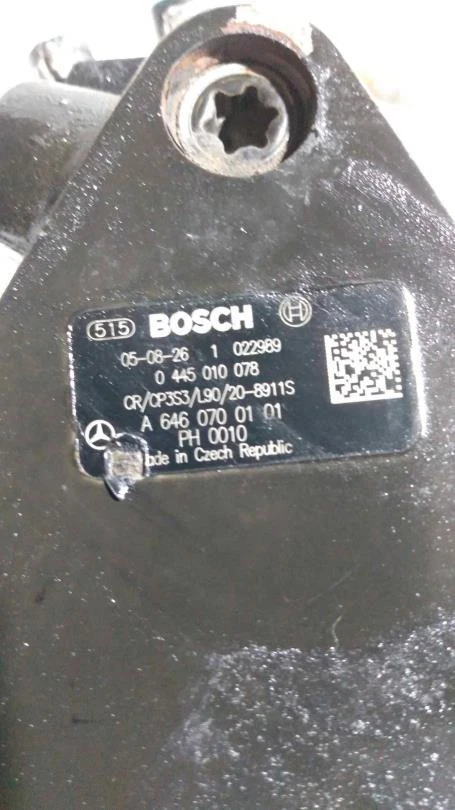 515 BOSCH
05-08-26 1 022989
0 445 010 078
CR/CP3S3/L90/20-8911S
A 646 070 01 01
PH 0010
in Czech Republic